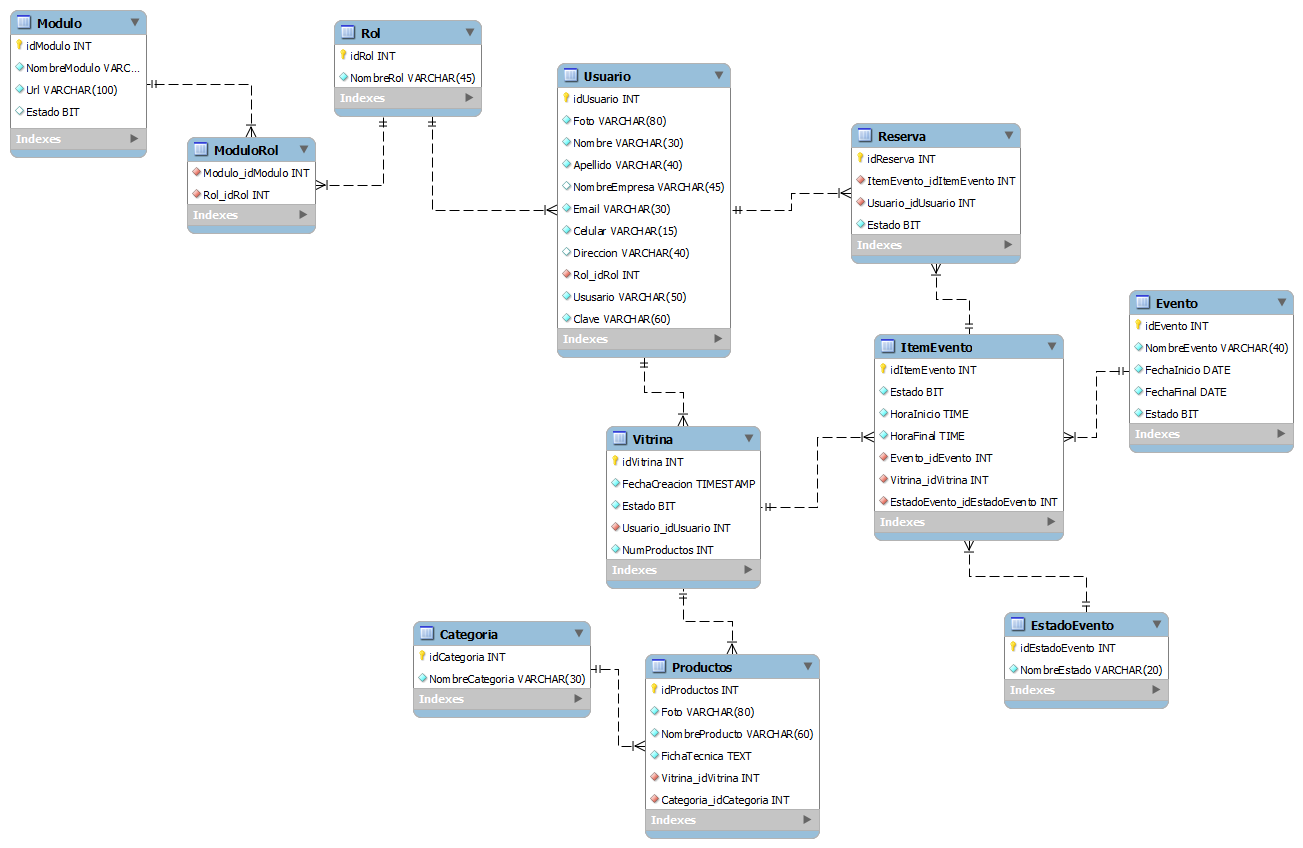 Modulo
idModulo INT
NombreModulo VARC...
Url VARCHAR(100)
Estado BIT
Indexes
Rol
idRol INT
NombreRol VARCHAR(45)
Indexes
ModuloRol
Modulo_idModulo INT
Rol_idRol INT
Indexes
Usuario
idUsuario INT
Foto VARCHAR(80)
Nombre VARCHAR(30)
Apellido VARCHAR(40)
NombreEmpresa VARCHAR(45)
Email VARCHAR(30)
Celular VARCHAR(15)
Direccion VARCHAR(40)
Rol_idRol INT
Ususario VARCHAR(50)
Clave VARCHAR(60)
Indexes
Reserva
idReserva INT
ItemEvento_idItemEvento INT
Usuario_idUsuario INT
Estado BIT
Indexes
Evento
idEvento INT
NombreEvento VARCHAR(40)
FechaInicio DATE
FechaFinal DATE
Estado BIT
Indexes
ItemEvento
idItemEvento INT
Estado BIT
HoraInicio TIME
HoraFinal TIME
Evento_idEvento INT
Vitrina_idVitrina INT
EstadoEvento_idEstadoEvento INT
Indexes
Vitrina
idVitrina INT
FechaCreacion TIMESTAMP
Estado BIT
Usuario_idUsuario INT
NumProductos INT
Indexes
Categoria
idCategoria INT
NombreCategoria VARCHAR(30)
Indexes
Productos
idProductos INT
Foto VARCHAR(80)
NombreProducto VARCHAR(60)
FichaTecnica TEXT
Vitrina_idVitrina INT
Categoria_idCategoria INT
Indexes
EstadoEvento
idEstadoEvento INT
NombreEstado VARCHAR(20)
Indexes